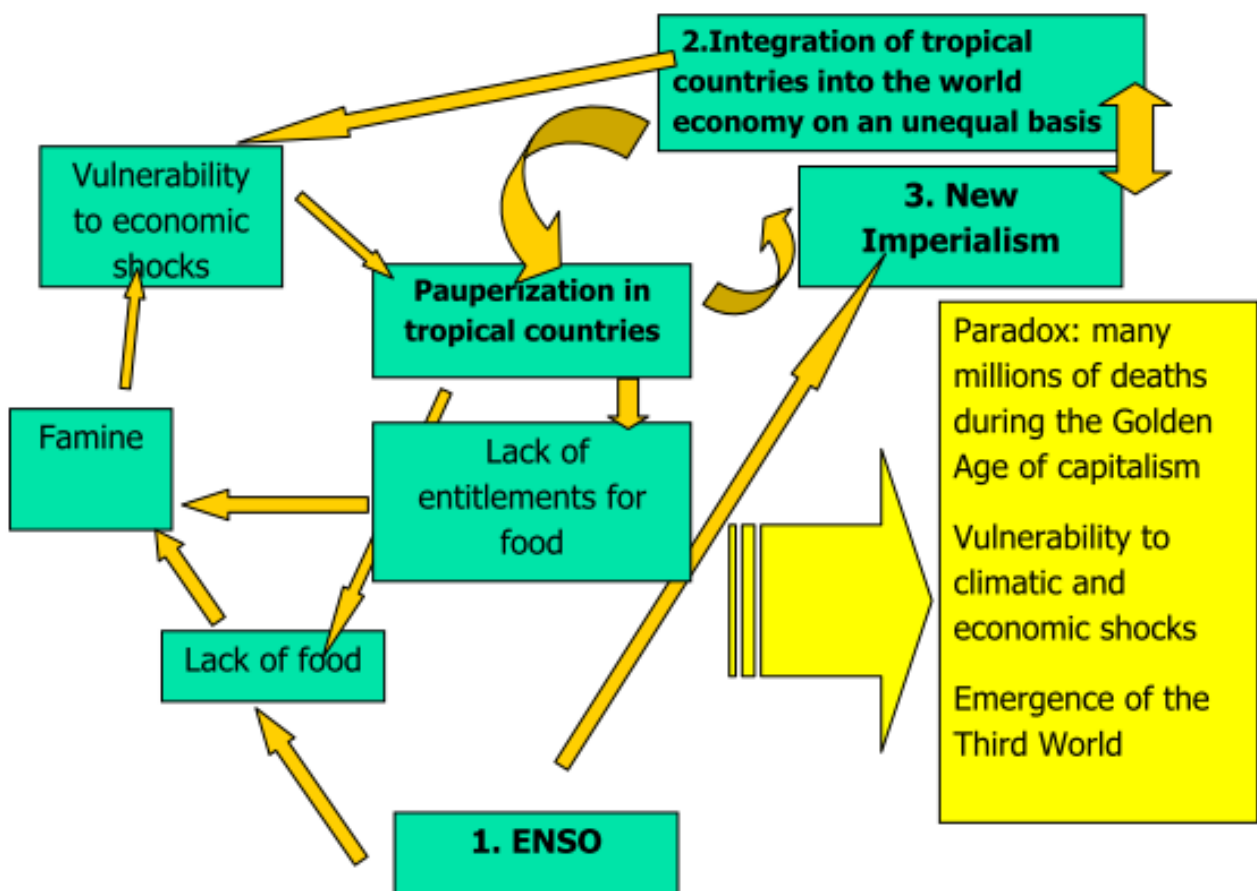 2.Integration of tropical
countries into the world
economy on an unequal basis
Vulnerability
to economic
shocks
3. New
Imperialism
Pauperization in
tropical countries
Paradox: many
millions of deaths
during the Golden
Age of capitalism
Vulnerability to
climatic and
economic shocks
Emergence of the
Third World
Famine
Lack of
entitlements for
food
Lack of food
1. ENSO